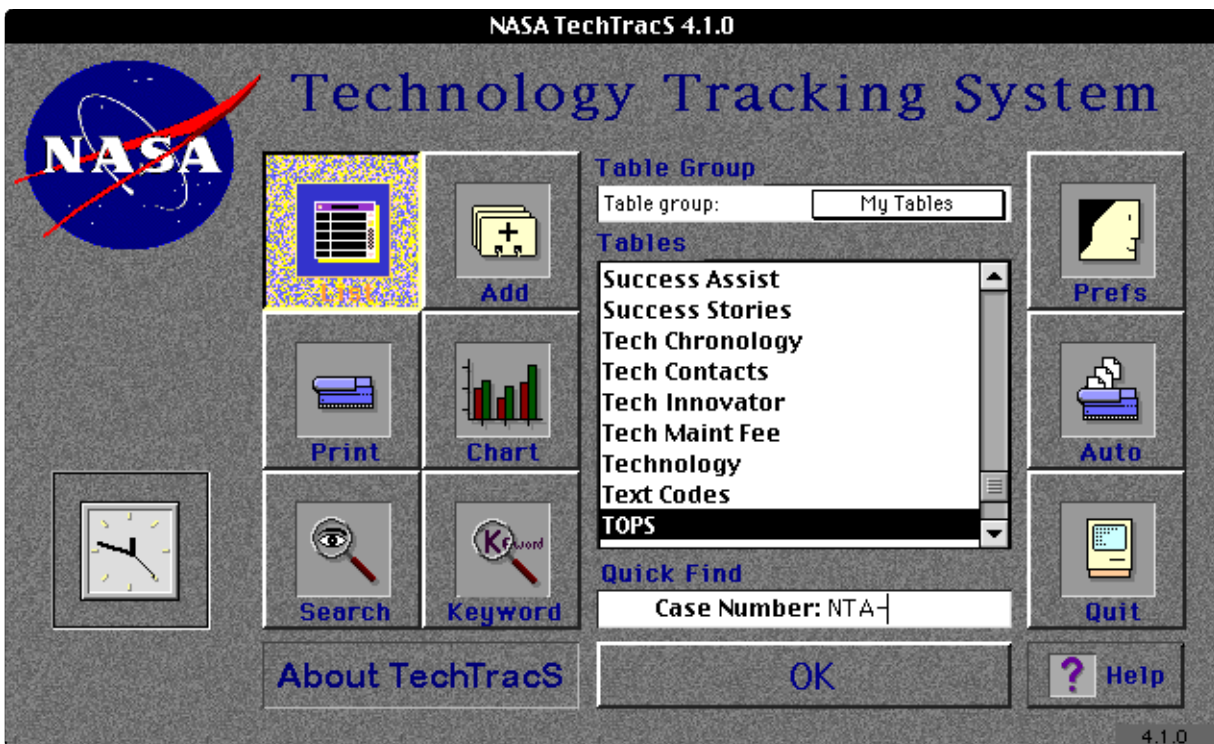 NASA TechTracS 4.1.0
NASA
Technology Tracking System
List
Add
Print
Chart
Search
Keyword
Keyword
About TechTracS
Table Group
Table group: My Tables
Tables
Success Assist
Success Stories
Tech Chronology
Tech Contacts
Tech Innovator
Tech Maint Fee
Technology
Text Codes
TOPS
Quick Find
Case Number: NTA-
OK
Prefs
Auto
Quit
? Help
4.1.0